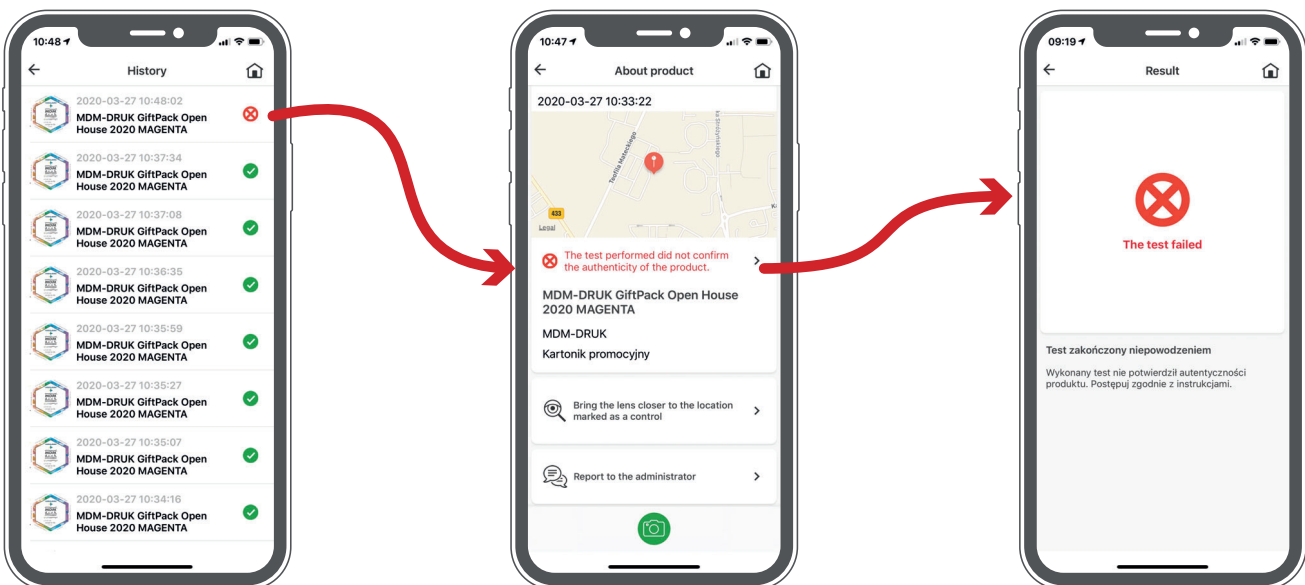 10:48
History
2020-03-27 10:48:02
MDM-DRUK GiftPack Open
House 2020 MAGENTA
2020-03-27 10:37:34
MDM-DRUK GiftPack Open
House 2020 MAGENTA
2020-03-27 10:37:08
MDM-DRUK GiftPack Open
House 2020 MAGENTA
2020-03-27 10:36:35
MDM-DRUK GiftPack Open
House 2020 MAGENTA
2020-03-27 10:35:59
MDM-DRUK GiftPack Open
House 2020 MAGENTA
2020-03-27 10:35:27
MDM-DRUK GiftPack Open
House 2020 MAGENTA
2020-03-27 10:35:07
MDM-DRUK GiftPack Open
House 2020 MAGENTA
2020-03-27 10:34:16
MDM-DRUK GiftPack Open
House 2020 MAGENTA
10:47
About product
2020-03-27 10:33:22
Teofila Mateckiego
433
Legal
The test performed did not confirm
the authenticity of the product.
MDM-DRUK GiftPack Open House
2020 MAGENTA
MDM-DRUK
Kartonik promocyjny
Bring the lens closer to the location
marked as a control
Report to the administrator
09:19
Result
The test failed
Test zakończony niepowodzeniem
Wykonany test nie potwierdził autentyczności
produktu. Postępuj zgodnie z instrukcjami.